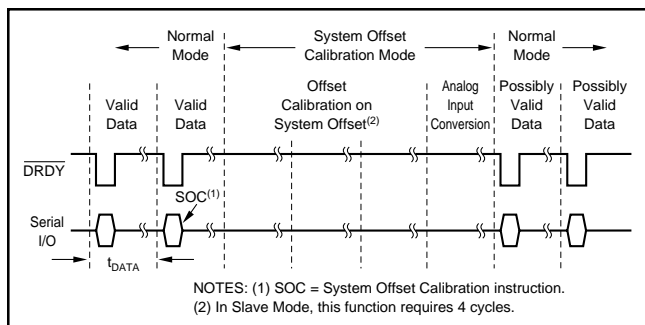 Normal
Mode
System Offset
Calibration Mode
Normal
Mode
Valid
Data
Valid
Data
Offset
Calibration on
System Offset(2)
Analog
Input
Conversion
Possibly
Valid
Data
Possibly
Valid
Data
DRDY
SOC(1)
Serial
I/O
tDATA
NOTES: (1) SOC = System Offset Calibration instruction.
(2) In Slave Mode, this function requires 4 cycles.